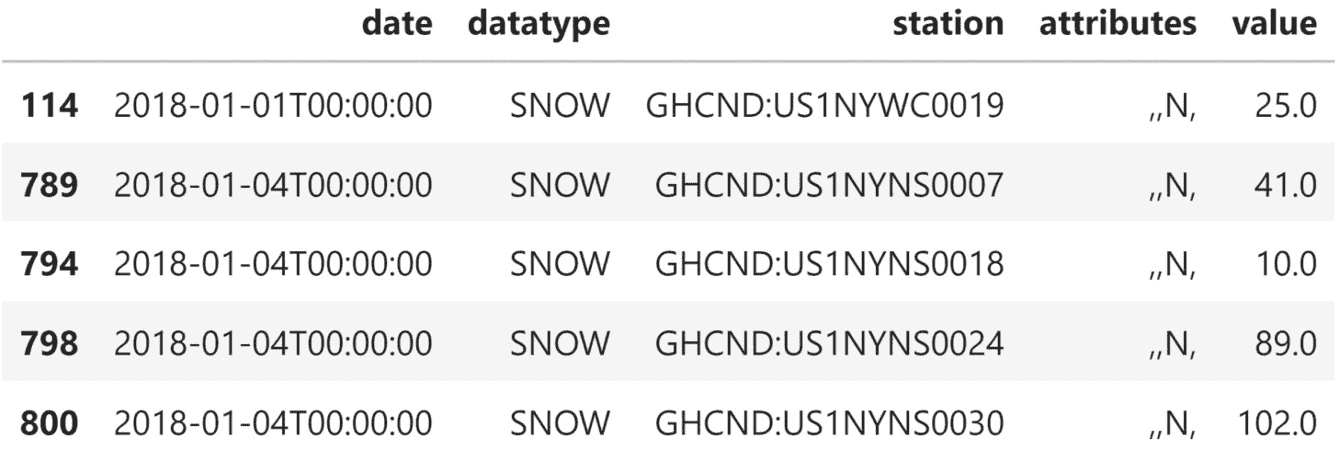 date datatype station attributes value
114 2018-01-01T00:00:00 SNOW GHCND:US1NYWC0019 ,,N, 25.0
789 2018-01-04T00:00:00 SNOW GHCND:US1NYNS0007 ,,N, 41.0
794 2018-01-04T00:00:00 SNOW GHCND:US1NYNS0018 ,,N, 10.0
798 2018-01-04T00:00:00 SNOW GHCND:US1NYNS0024 ,,N, 89.0
800 2018-01-04T00:00:00 SNOW GHCND:US1NYNS0030 ,,N, 102.0